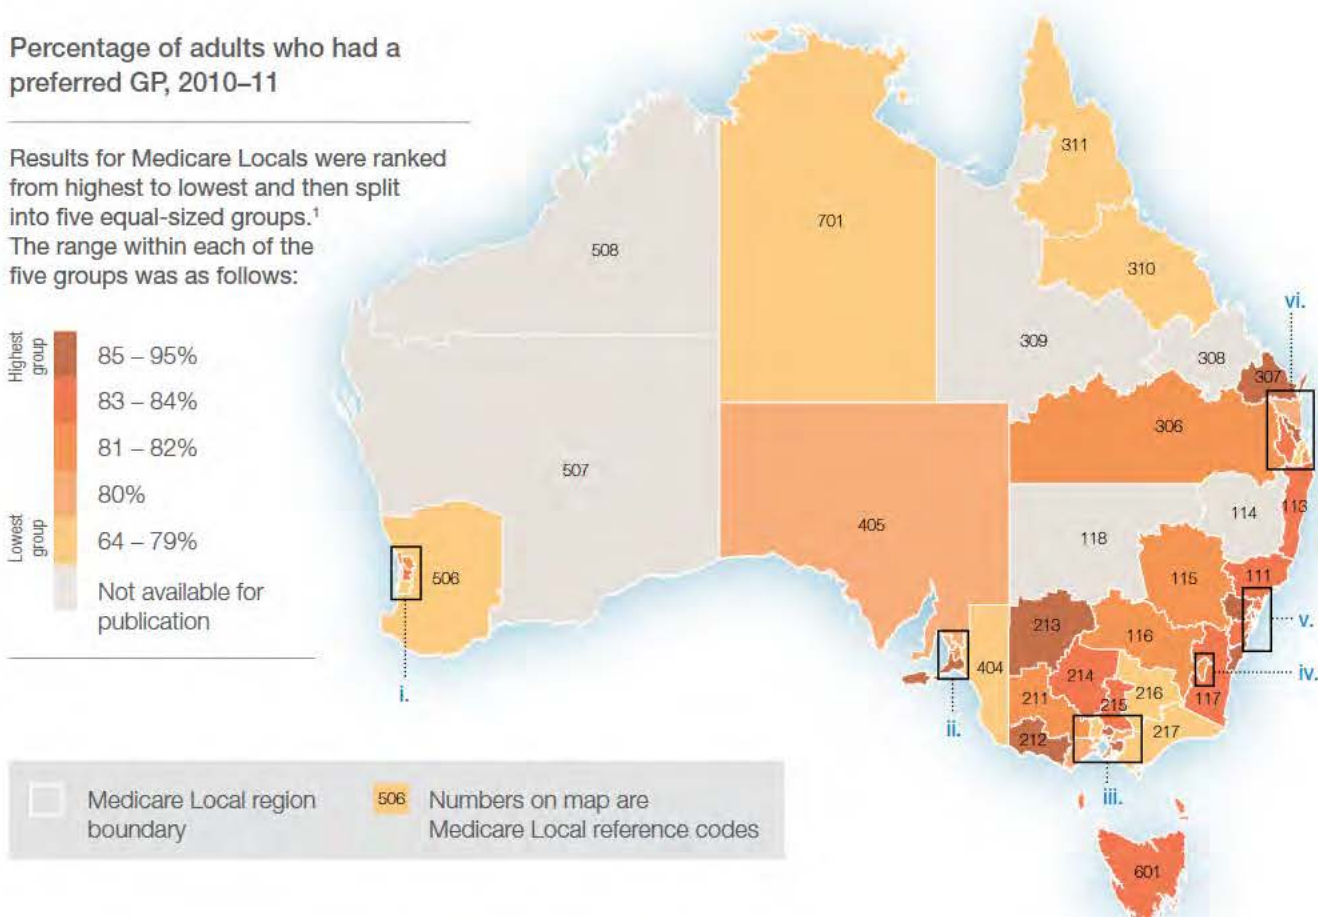 Percentage of adults who had a
preferred GP, 2010–11
Results for Medicare Locals were ranked
from highest to lowest and then split
into five equal-sized groups.¹
The range within each of the
five groups was as follows:
Highest
group
85 – 95%
83 – 84%
81 – 82%
80%
64 – 79%
Lowest
group
Not available for
publication
311
701
508
310
vi.
309
308
307
306
507
405
114
113
118
506
115
111
213
116
v.
404
214
iv.
211
215
216
117
i.
ii.
212
217
iii.
601
Medicare Local region
boundary
506
Numbers on map are
Medicare Local reference codes